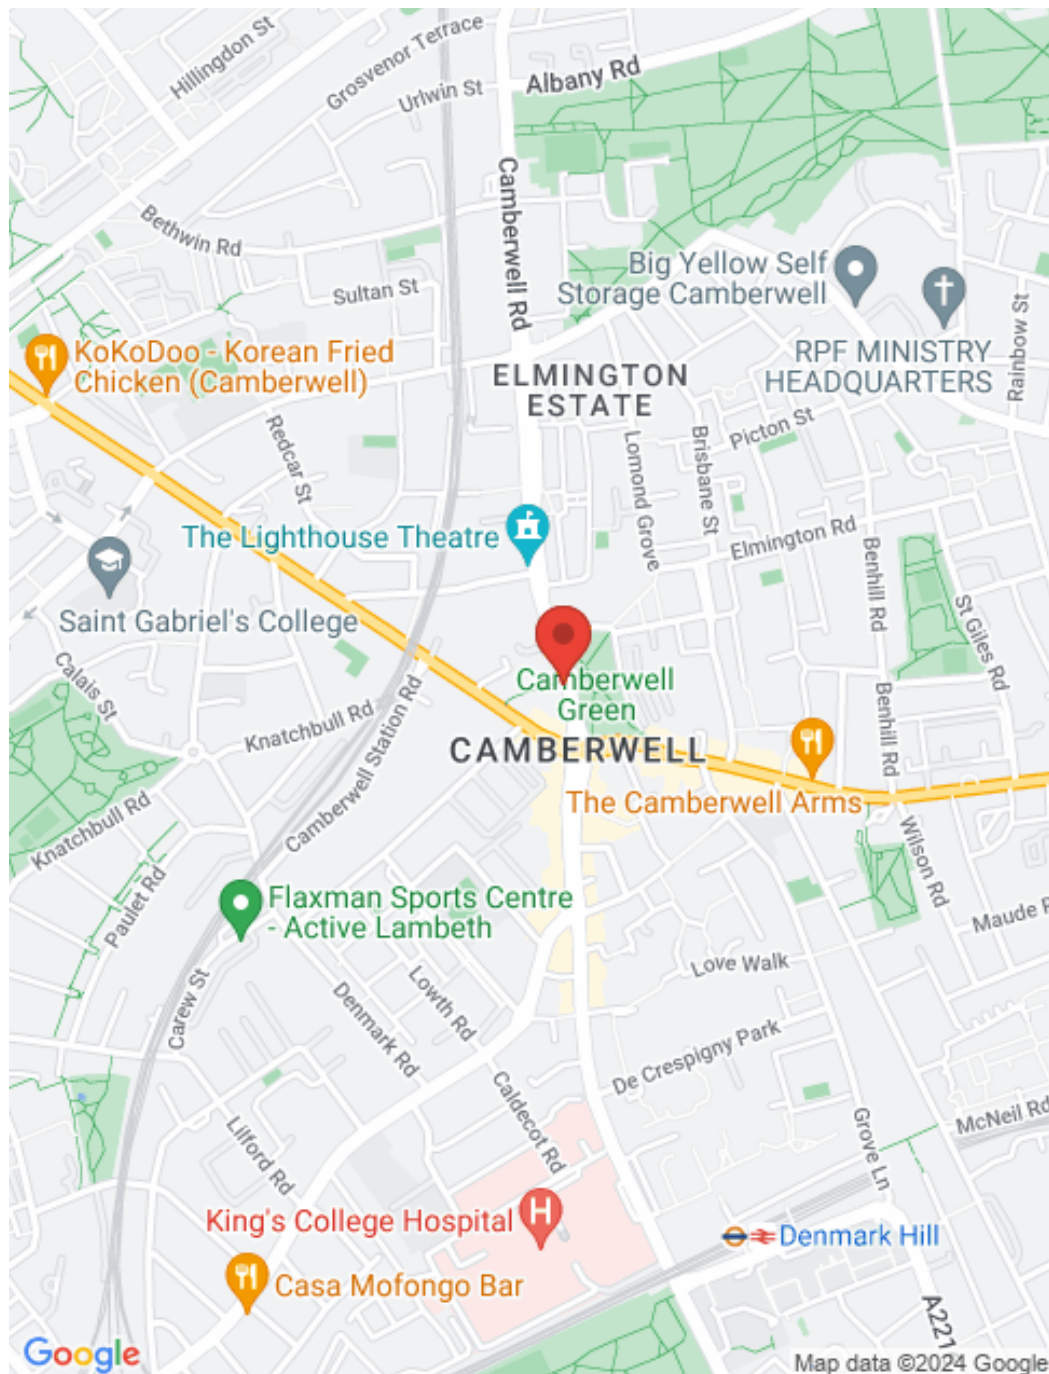 Hillingdon St
Grosvenor Terrace
Urlwin St
Albany Rd
Camberwell Rd
Bethwin Rd
Sultan St
Big Yellow Self
Storage Camberwell
RPF MINISTRY
HEADQUARTERS
Rainbow St
KoKoDoo - Korean Fried
Chicken (Camberwell)
ELMINGTON
ESTATE
Redcar St
Lomond Grove
Brisbane St
Picton St
The Lighthouse Theatre
Elmington Rd
Benhill Rd
St Giles Rd
Saint Gabriel's College
Calais St
Camberwell
Green
Knatchbull Rd
Camberwell Station Rd
CAMBERWELL
Benhill Rd
The Camberwell Arms
Knatchbull Rd
Wilson Rd
Paulet Rd
Flaxman Sports Centre
- Active Lambeth
Maude R
Love Walk
Carew St
Denmark Rd
Lowth Rd
De Crespigny Park
Caldecot Rd
McNeil Rd
Grove Ln
Lilford Rd
King's College Hospital
H
Denmark Hill
Casa Mofongo Bar
A221
Google
Map data ©2024 Google